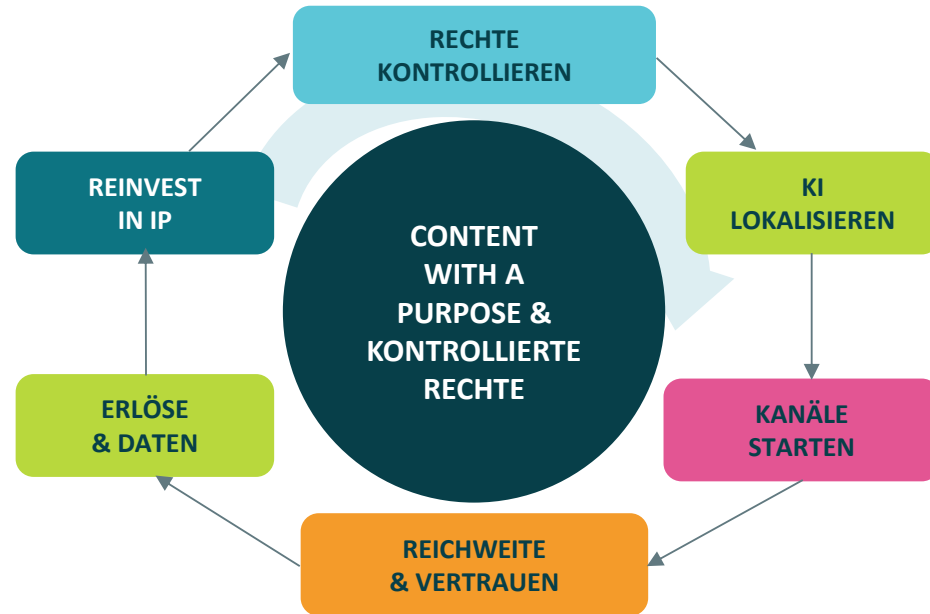 RECHTE
KONTROLLIEREN
KI
LOKALISIEREN
KANÄLE
STARTEN
REICHWEITE
& VERTRAUEN
ERLÖSE
& DATEN
REINVEST
IN IP
CONTENT
WITH A
PURPOSE &
KONTROLLIERTE
RECHTE